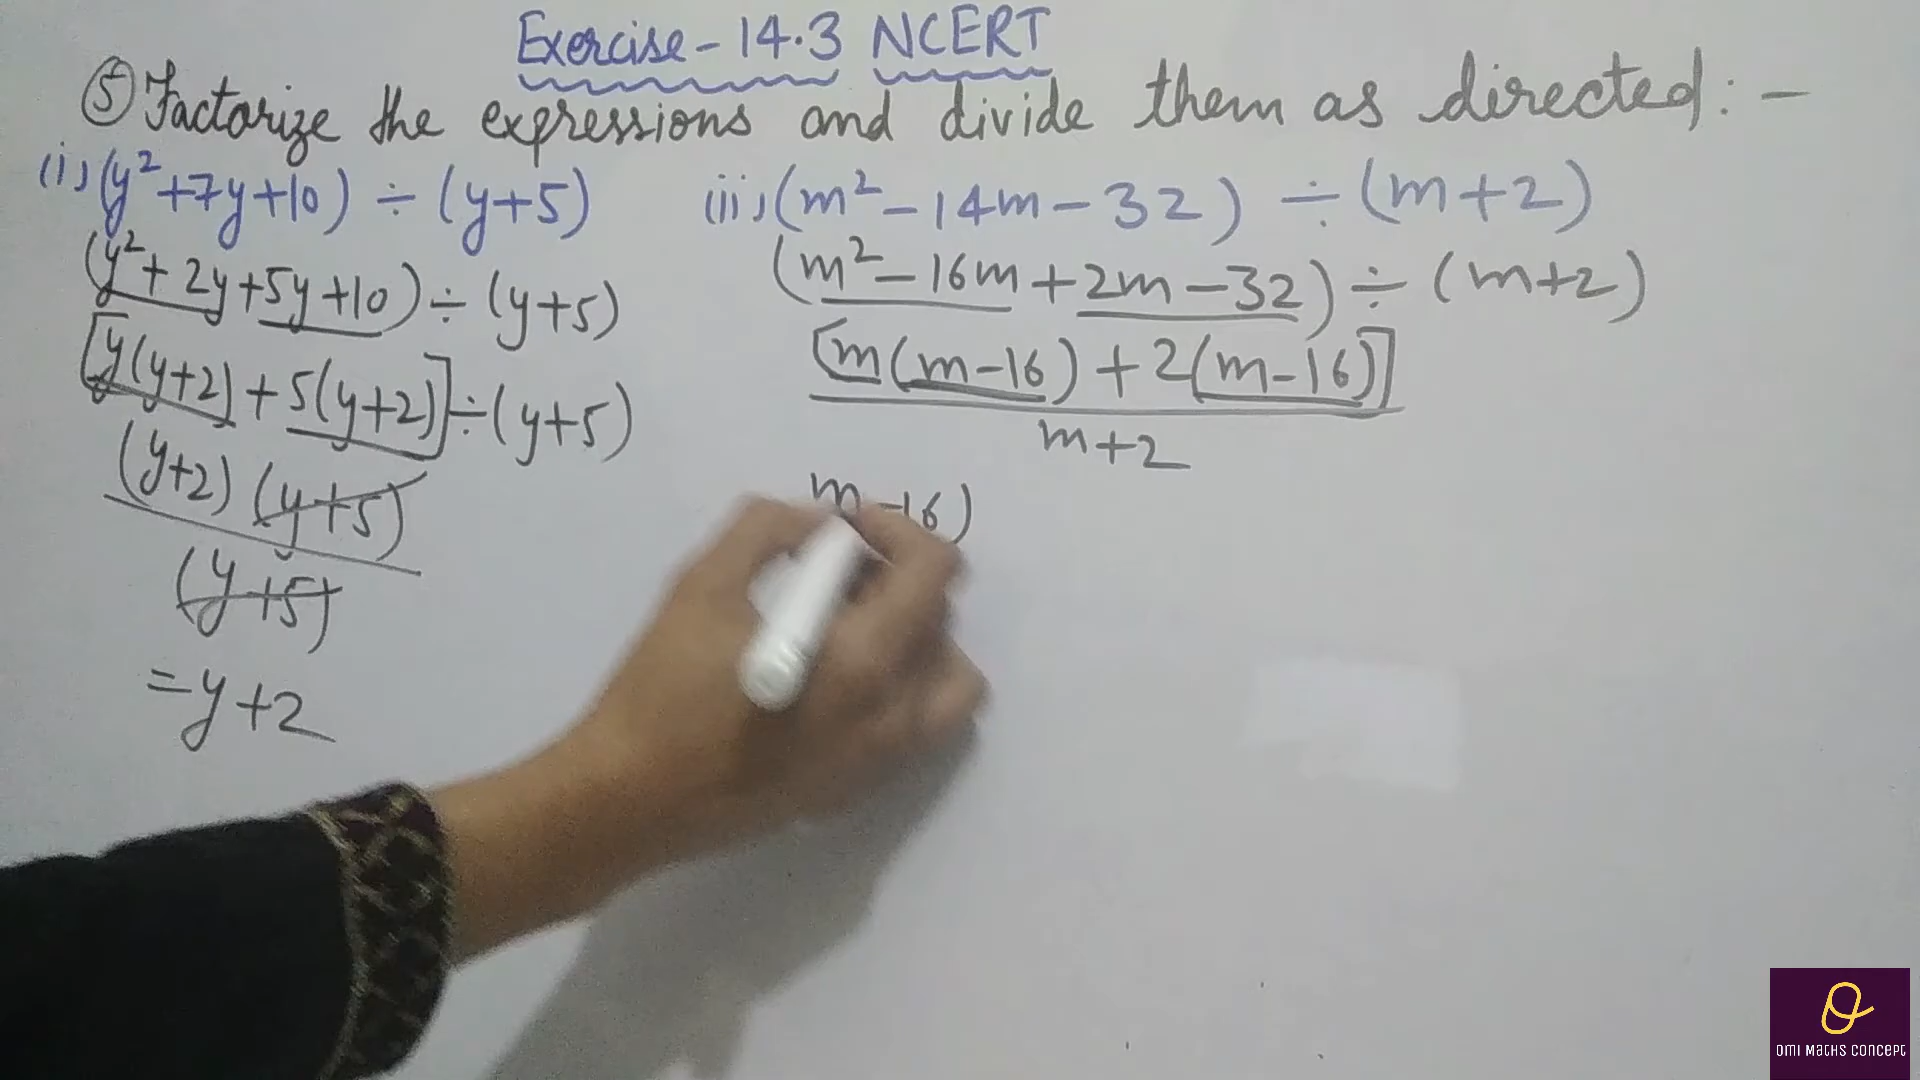 Exercise-14.3 NCERT
⑤ Factorize the expressions and divide them as directed:-
(i) (y²+7y+10) ÷ (y+5)
(y²+2y+5y+10) ÷ (y+5)
[y(y+2)+5(y+2)] ÷ (y+5)
(y+2) (y+5)
(y+5)
=y+2
(ii) (m²-14m-32) ÷ (m+2)
(m²-16m+2m-32) ÷ (m+2)
[m(m-16)+2(m-16)]
m+2
m-16)
OMI MATHS CONCEPT